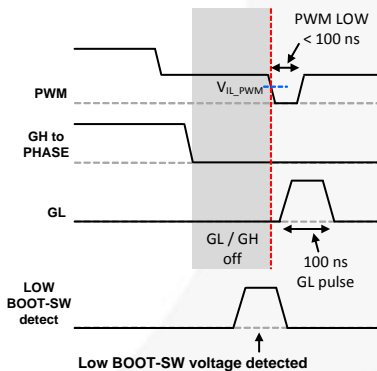 PWM LOW
< 100 ns
V_IL_PWM
PWM
GH to
PHASE
GL
GL / GH
off
100 ns
GL pulse
LOW
BOOT-SW
detect
Low BOOT-SW voltage detected